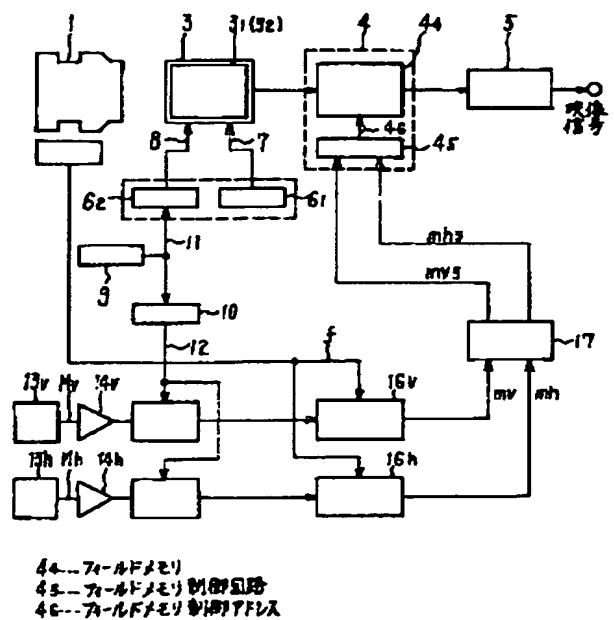 1
3
31(32)
4
44
5
映像
信号
8
7
46
45
62
61
11
9
10
12
mhs
mvs
17
f
13v
Mv
14v
16v
mv
mh
13h
Mh
14h
16h
44...フィールドメモリ
45...フィールドメモリ制御回路
46...フィールドメモリ制御アドレス